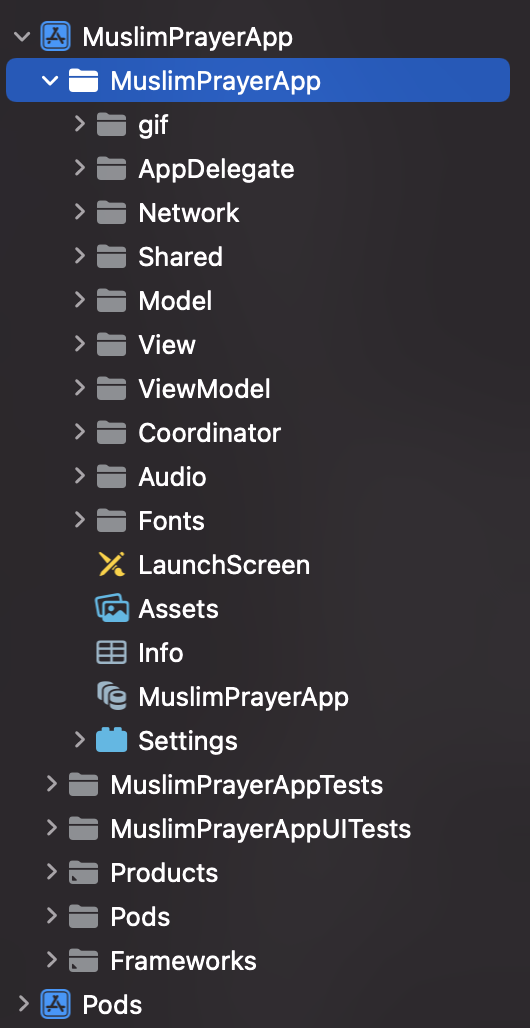 MuslimPrayerApp
MuslimPrayerApp
gif
AppDelegate
Network
Shared
Model
View
ViewModel
Coordinator
Audio
Fonts
LaunchScreen
Assets
Info
MuslimPrayerApp
Settings
MuslimPrayerAppTests
MuslimPrayerAppUITests
Products
Pods
Frameworks
Pods